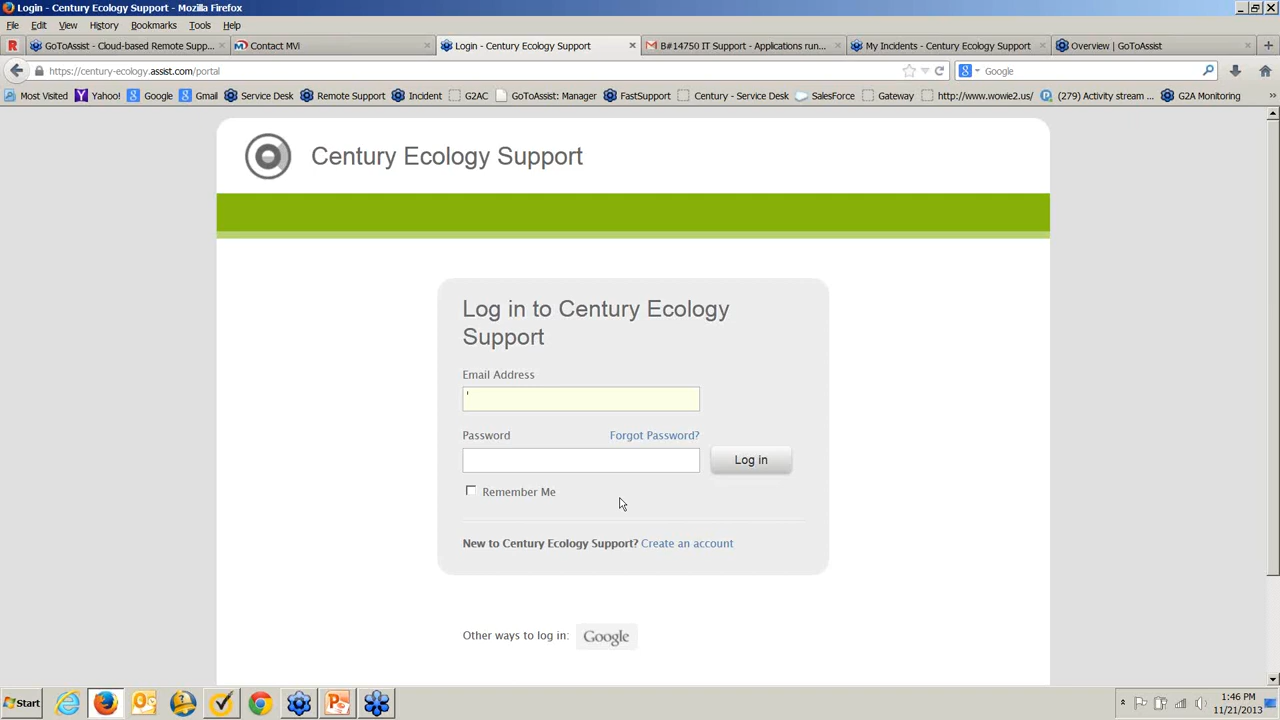 Login - Century Ecology Support - Mozilla Firefox
File Edit View History Bookmarks Tools Help
GoToAssist - Cloud-based Remote Supp... Contact MVI Login - Century Ecology Support B#14750 IT Support - Applications run... My Incidents - Century Ecology Support Overview | GoToAssist
https://century-ecology.assist.com/portal Google
Most Visited Yahoo! Google Gmail Service Desk Remote Support Incident G2AC GoToAssist: Manager FastSupport Century - Service Desk SalesForce Gateway http://www.wowie2.us/ (279) Activity stream ... G2A Monitoring »
Century Ecology Support
Log in to Century Ecology
Support
Email Address
'
Password Forgot Password?
Log in
Remember Me
New to Century Ecology Support? Create an account
Other ways to log in: Google
Start
1:46 PM
11/21/2013